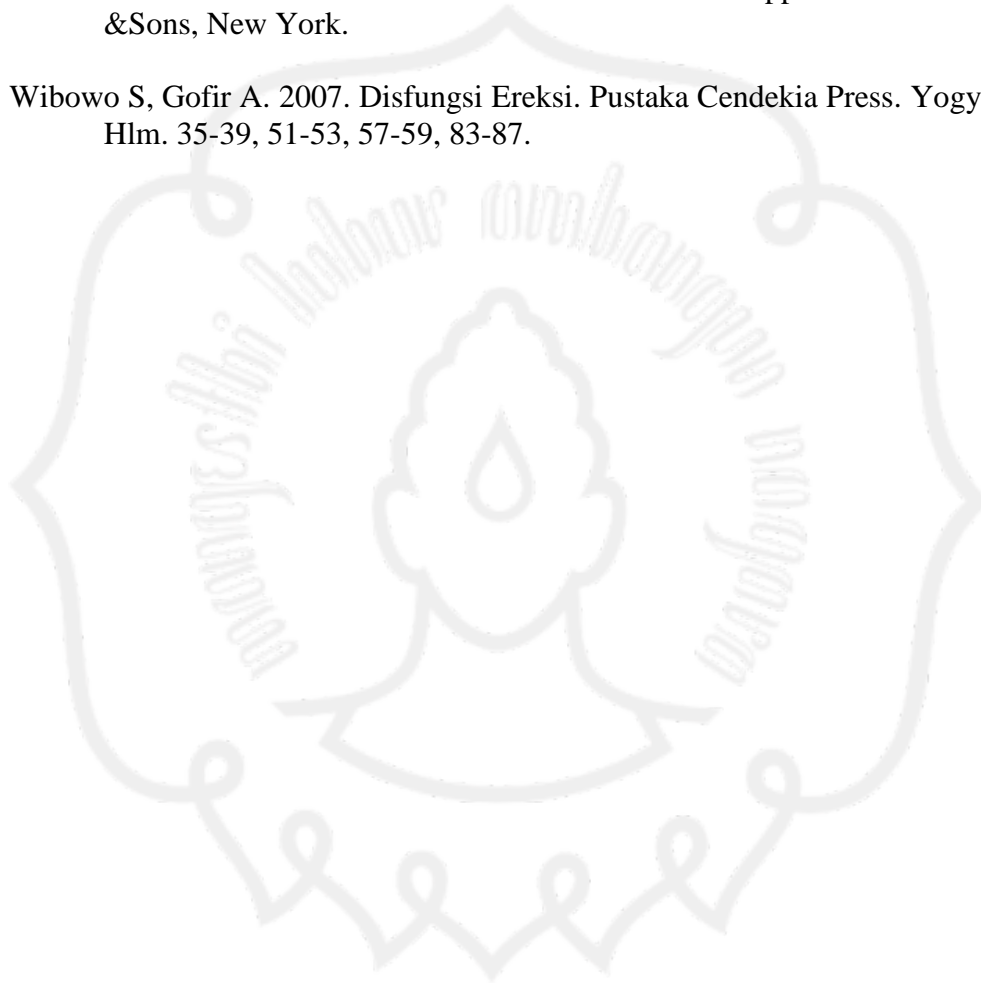 &Sons, New York.
Wibowo S, Gofir A. 2007. Disfungsi Ereksi. Pustaka Cendekia Press. Yogy
Hlm. 35-39, 51-53, 57-59, 83-87.